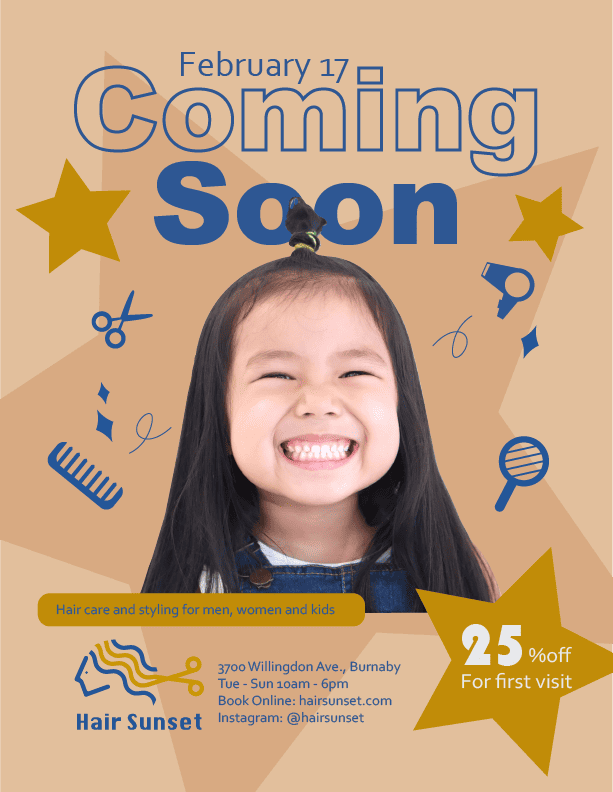 February 17
Coming
Soon
Hair care and styling for men, women and kids
Hair Sunset
3700 Willingdon Ave., Burnaby
Tue - Sun 10am - 6pm
Book Online: hairsunset.com
Instagram: @hairsunset
25 %off
For first visit